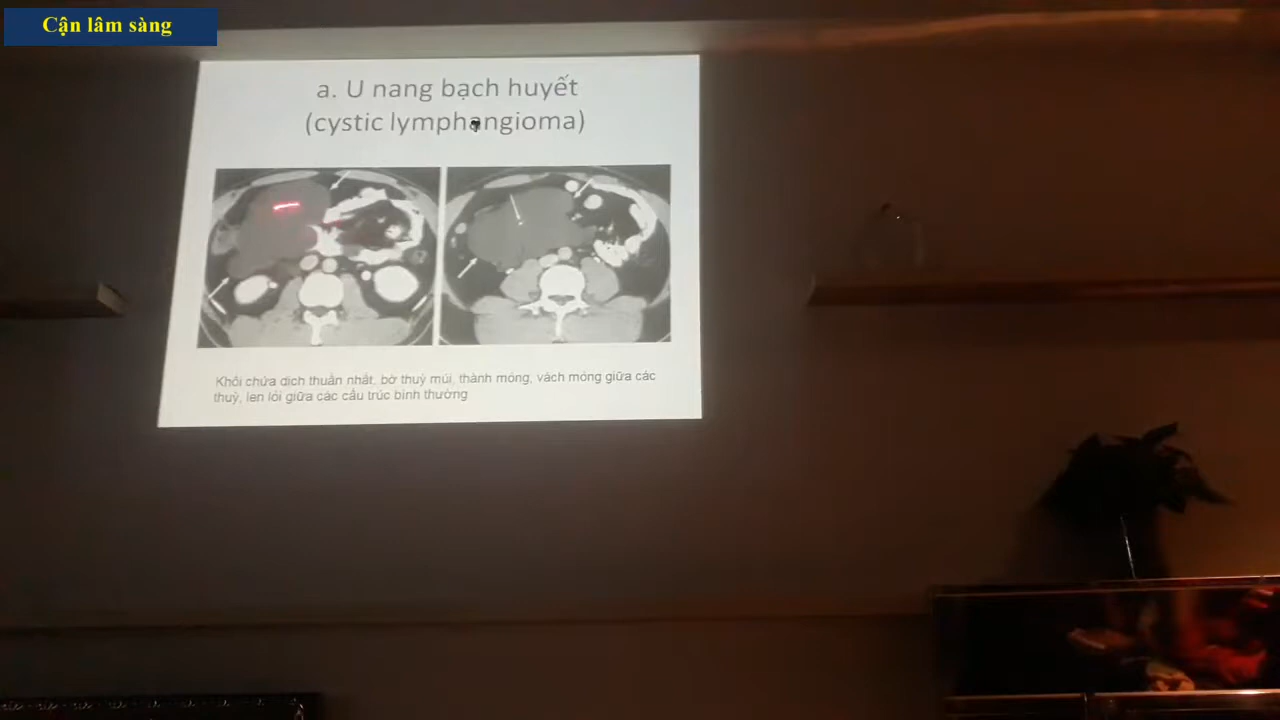 Cận lâm sàng
a. U nang bạch huyết
(cystic lymphangioma)
Khối chứa dịch thuần nhất, bờ thuỳ múi, thành mỏng, vách mỏng giữa các
thuỳ, len lỏi giữa các cấu trúc bình thường